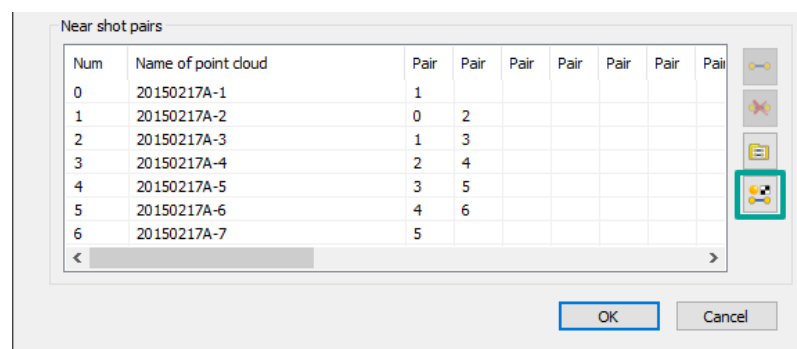 Near shot pairs
Num Name of point cloud Pair Pair Pair Pair Pair Pair Pair
0 20150217A-1 1
1 20150217A-2 0 2
2 20150217A-3 1 3
3 20150217A-4 2 4
4 20150217A-5 3 5
5 20150217A-6 4 6
6 20150217A-7 5
OK Cancel